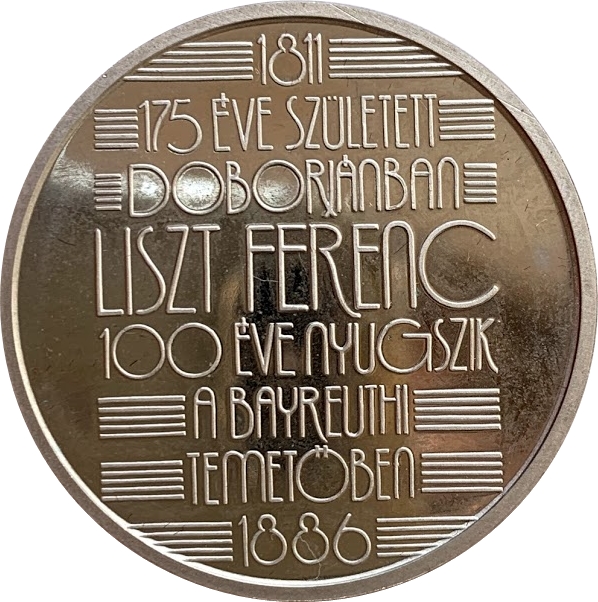 1811
175 ÉVE SZÜLETETT
DOBORJÁNBAN
LISZT FERENC
100 ÉVE NYUGSZIK
A BAYREUTHI
TEMETŐBEN
1886